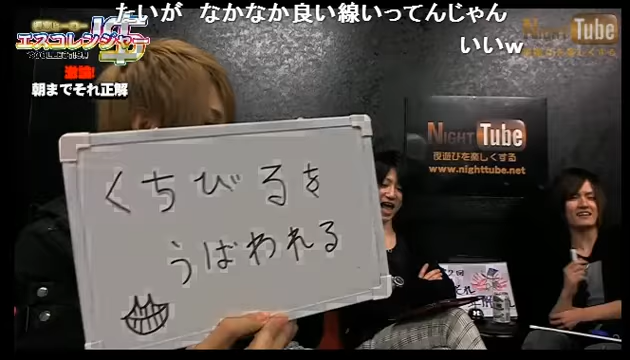 たいが　なかなか良い線いってんじゃん
いいｗ
エスコレンジャー
激論!
朝までそれ正解
NIGHT Tube
夜遊びを楽しくする
NIGHT Tube
夜遊びを楽しくする
www.nighttube.net
くちびるを
うばわれる